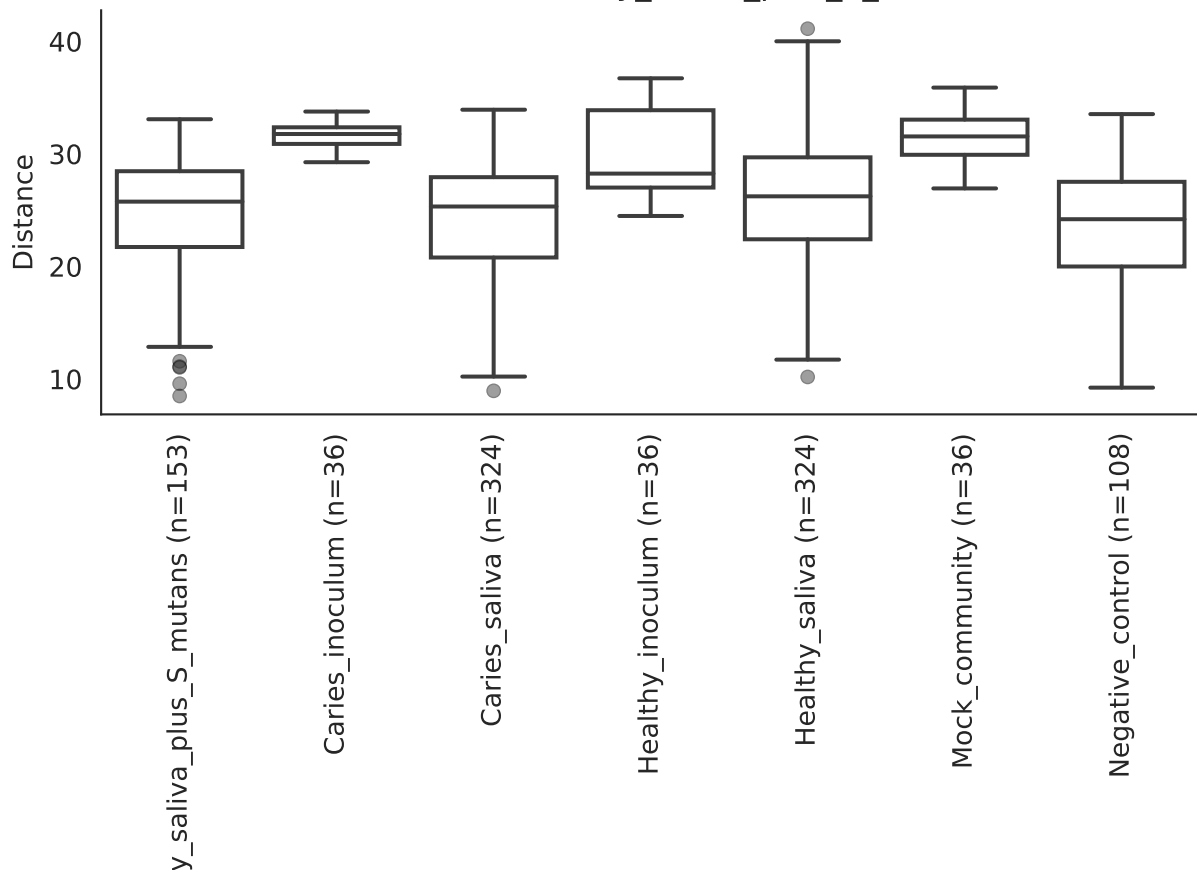 40
30
20
10
Distance
y_saliva_plus_S_mutans (n=153)
Caries_inoculum (n=36)
Caries_saliva (n=324)
Healthy_inoculum (n=36)
Healthy_saliva (n=324)
Mock_community (n=36)
Negative_control (n=108)